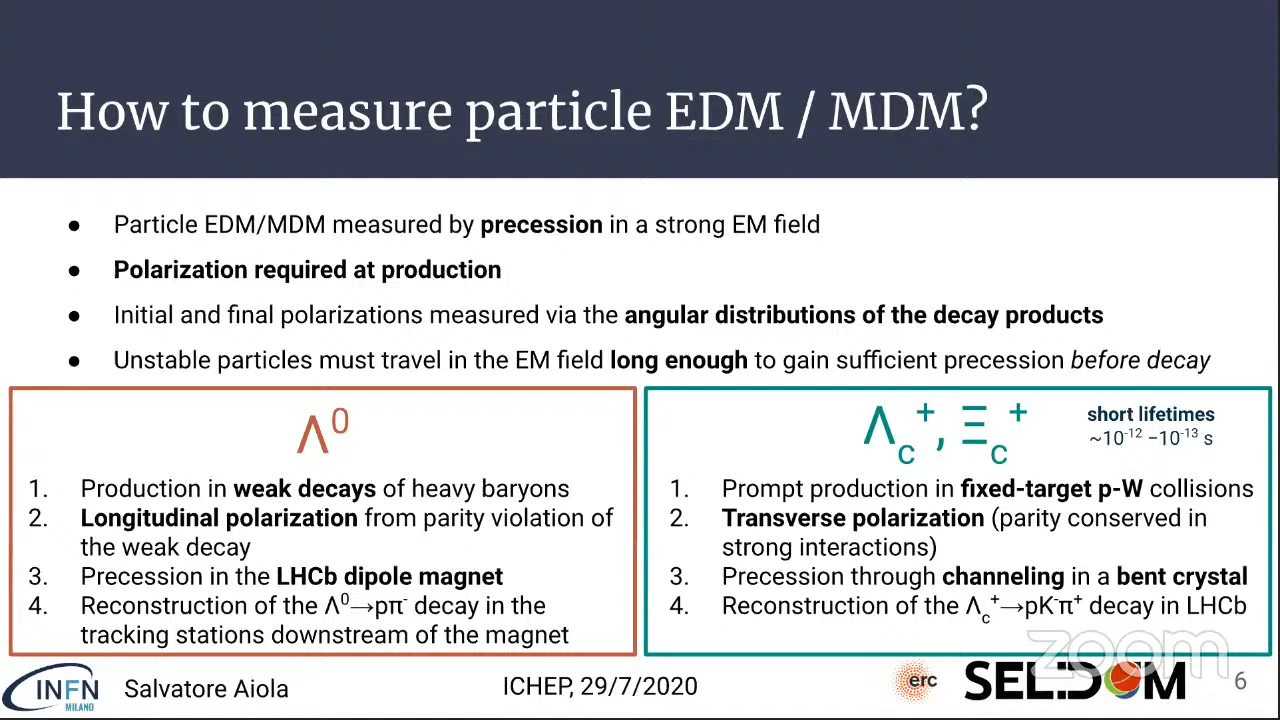 How to measure particle EDM / MDM?
● Particle EDM/MDM measured by precession in a strong EM field
● Polarization required at production
● Initial and final polarizations measured via the angular distributions of the decay products
● Unstable particles must travel in the EM field long enough to gain sufficient precession before decay
Λ⁰
1. Production in weak decays of heavy baryons
2. Longitudinal polarization from parity violation of
the weak decay
3. Precession in the LHCb dipole magnet
4. Reconstruction of the Λ⁰→pπ⁻ decay in the
tracking stations downstream of the magnet
Λc⁺, Ξc⁺
short lifetimes
~10⁻¹² –10⁻¹³ s
1. Prompt production in fixed-target p-W collisions
2. Transverse polarization (parity conserved in
strong interactions)
3. Precession through channeling in a bent crystal
4. Reconstruction of the Λc⁺→pK⁻π⁺ decay in LHCb
zoom
INFN
MILANO
Salvatore Aiola
ICHEP, 29/7/2020
erc
SELDOM
6